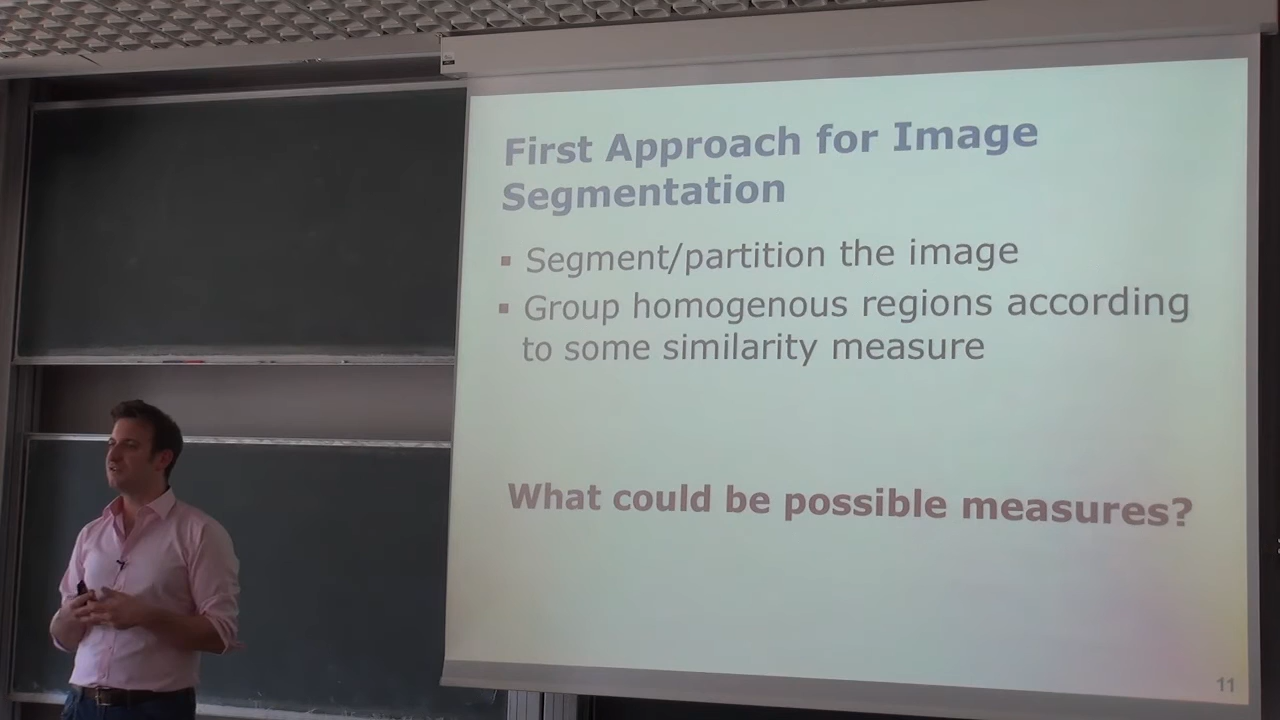 First Approach for Image
Segmentation
▪ Segment/partition the image
▪ Group homogenous regions according
to some similarity measure
What could be possible measures?
11